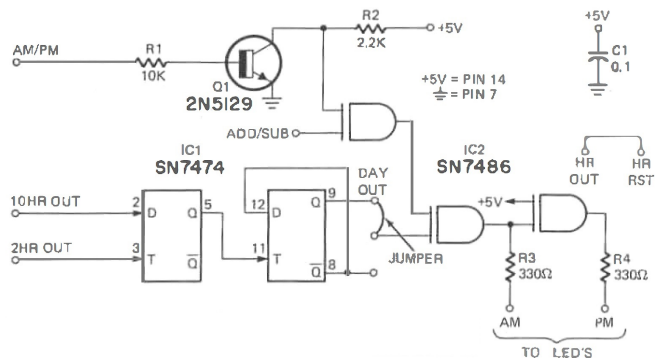 AM/PM
R1
10K
Q1
2N5129
R2
2.2K
+5V
+5V
C1
0.1
+5V = PIN 14
= PIN 7
ADD/SUB
IC1
SN7474
IC2
SN7486
HR OUT
HR RST
10HR OUT
2
D
Q
5
2HR OUT
3
T
Q
12
D
Q
9
11
T
Q
8
DAY OUT
JUMPER
+5V
R3
330Ω
R4
330Ω
AM
PM
TO LED'S